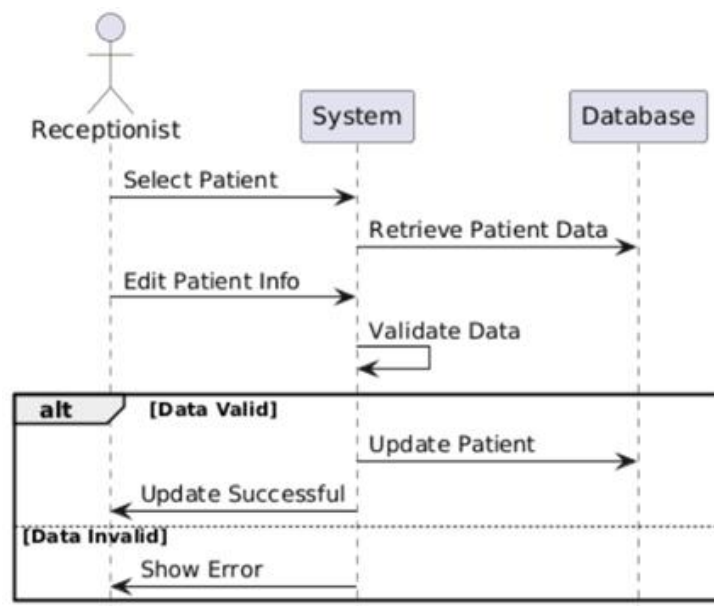 Receptionist
System
Database
Select Patient
Retrieve Patient Data
Edit Patient Info
Validate Data
alt [Data Valid]
Update Patient
Update Successful
[Data Invalid]
Show Error